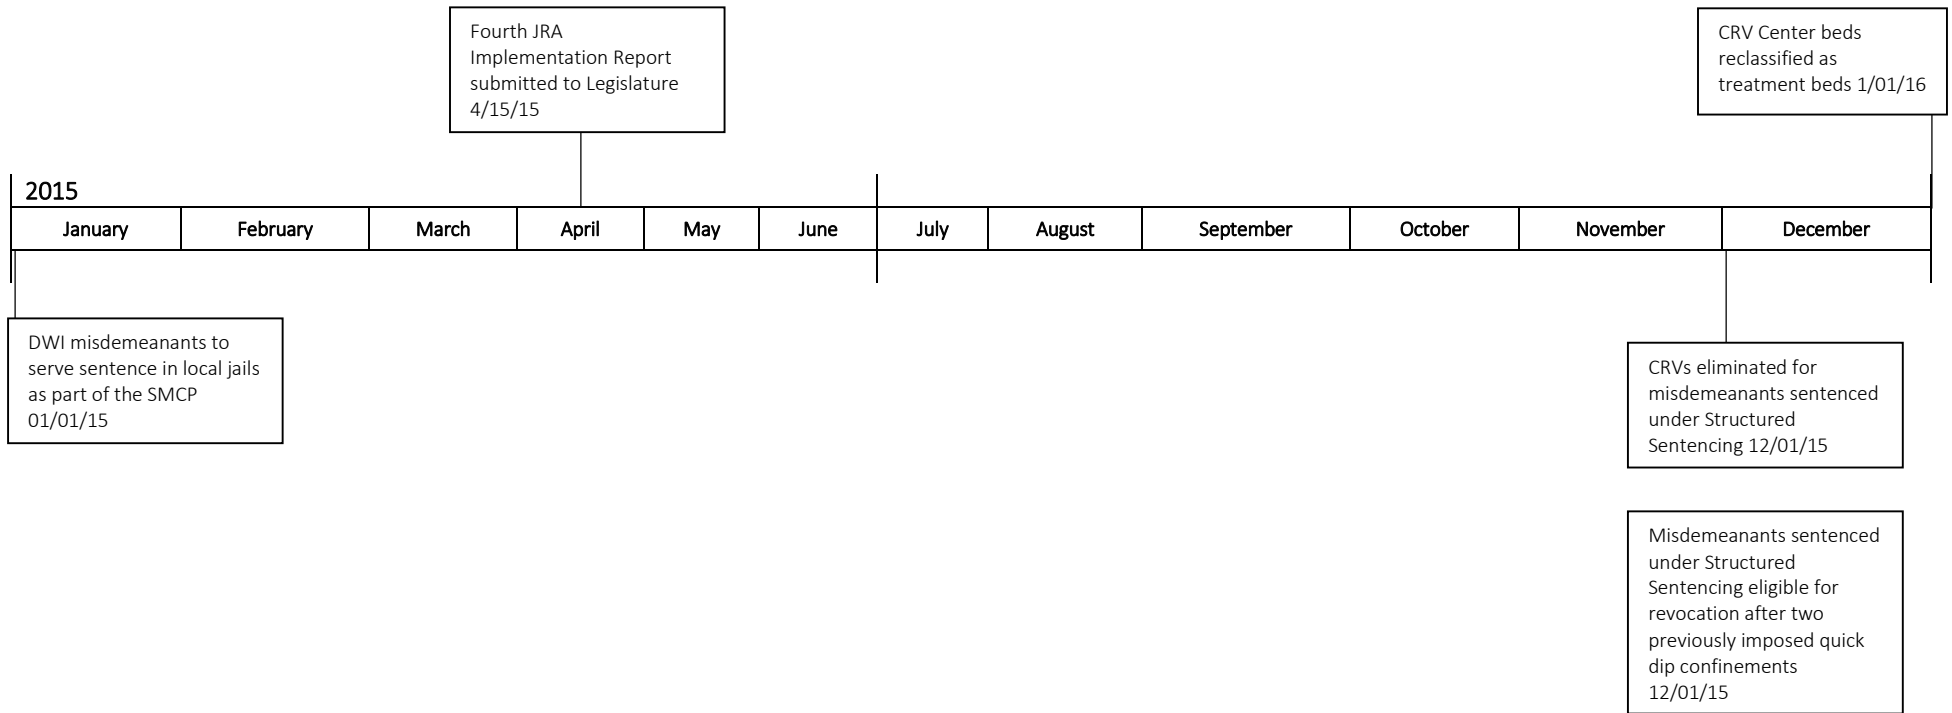 Fourth JRA
Implementation Report
submitted to Legislature
4/15/15
CRV Center beds
reclassified as
treatment beds 1/01/16
2015
January February March April May June July August September October November December
DWI misdemeanants to
serve sentence in local jails
as part of the SMCP
01/01/15
CRVs eliminated for
misdemeanants sentenced
under Structured
Sentencing 12/01/15
Misdemeanants sentenced
under Structured
Sentencing eligible for
revocation after two
previously imposed quick
dip confinements
12/01/15